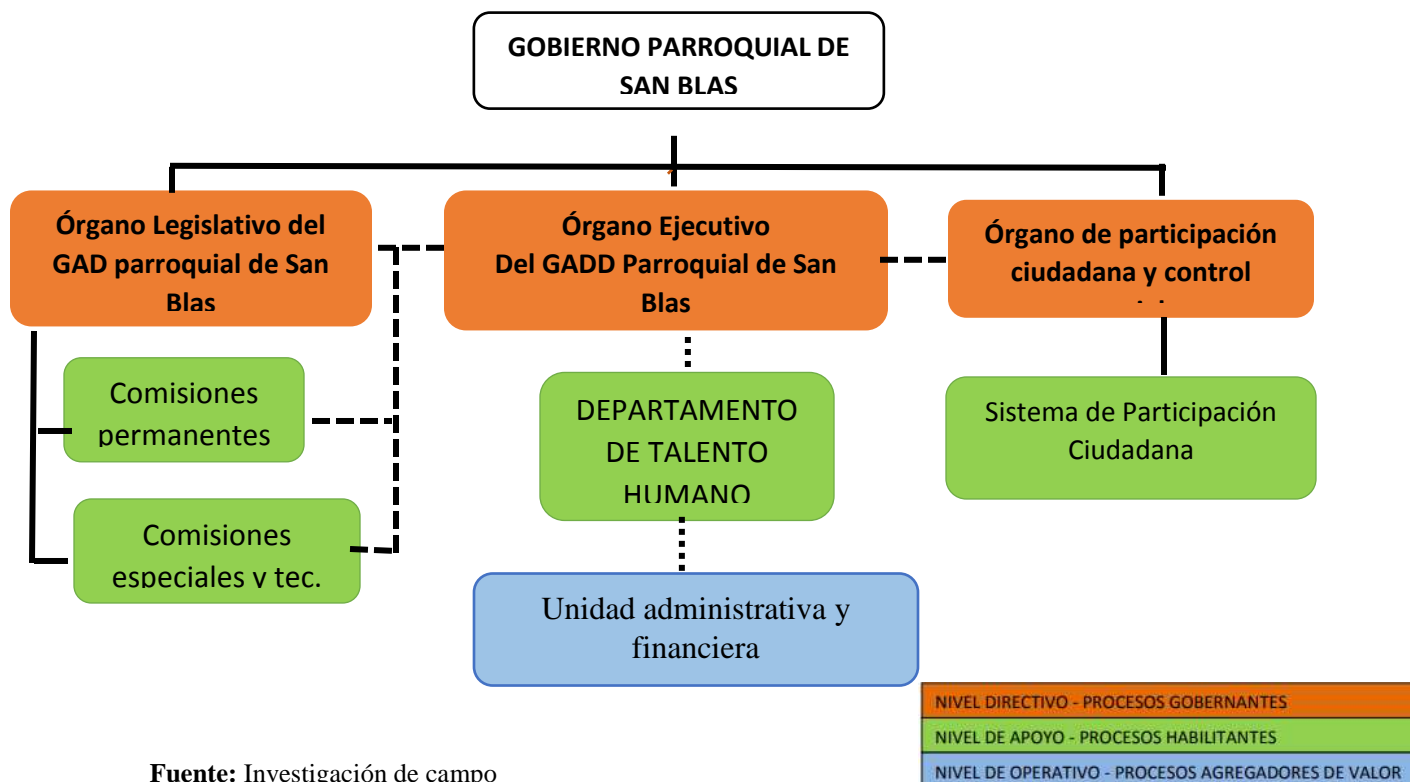 GOBIERNO PARROQUIAL DE
SAN BLAS
Órgano Legislativo del
GAD parroquial de San
Blas
Órgano Ejecutivo
Del GADD Parroquial de San
Blas
Órgano de participación
ciudadana y control
Comisiones
permanentes
Comisiones
especiales y tec.
DEPARTAMENTO
DE TALENTO
HUMANO
Sistema de Participación
Ciudadana
Unidad administrativa y
financiera
NIVEL DIRECTIVO - PROCESOS GOBERNANTES
NIVEL DE APOYO - PROCESOS HABILITANTES
NIVEL DE OPERATIVO - PROCESOS AGREGADORES DE VALOR
Fuente: Investigación de campo